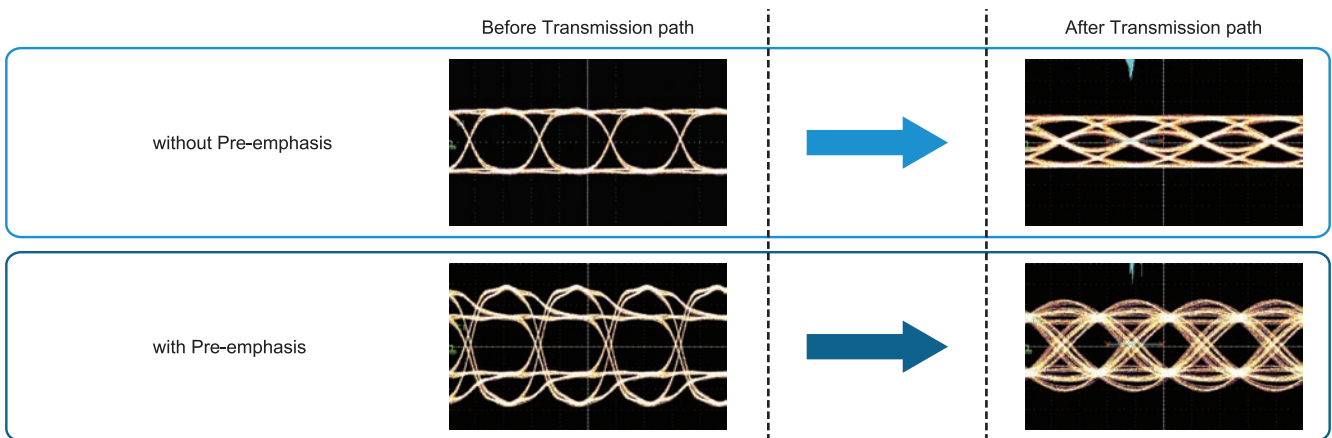 Before Transmission path
After Transmission path
without Pre-emphasis
with Pre-emphasis